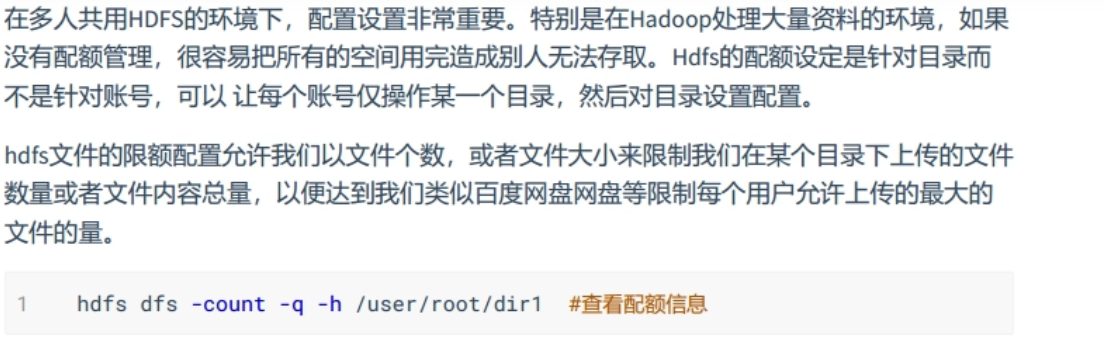 在多人共用HDFS的环境下，配置设置非常重要。特别是在Hadoop处理大量资料的环境，如果
没有配额管理，很容易把所有的空间用完造成别人无法存取。Hdfs的配额设定是针对目录而
不是针对账号，可以 让每个账号仅操作某一个目录，然后对目录设置配置。
hdfs文件的限额配置允许我们以文件个数，或者文件大小来限制我们在某个目录下上传的文件
数量或者文件内容总量，以便达到我们类似百度网盘网盘等限制每个用户允许上传的最大的
文件的量。
1 hdfs dfs -count -q -h /user/root/dir1 #查看配额信息